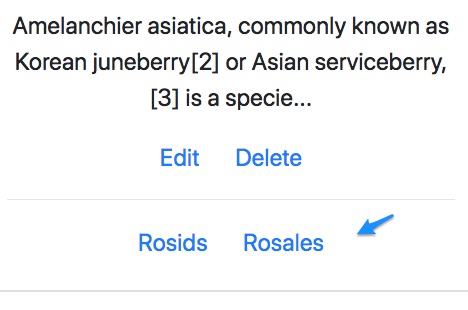 Amelanchier asiatica, commonly known as
Korean juneberry[2] or Asian serviceberry,
[3] is a specie...
Edit Delete
Rosids Rosales